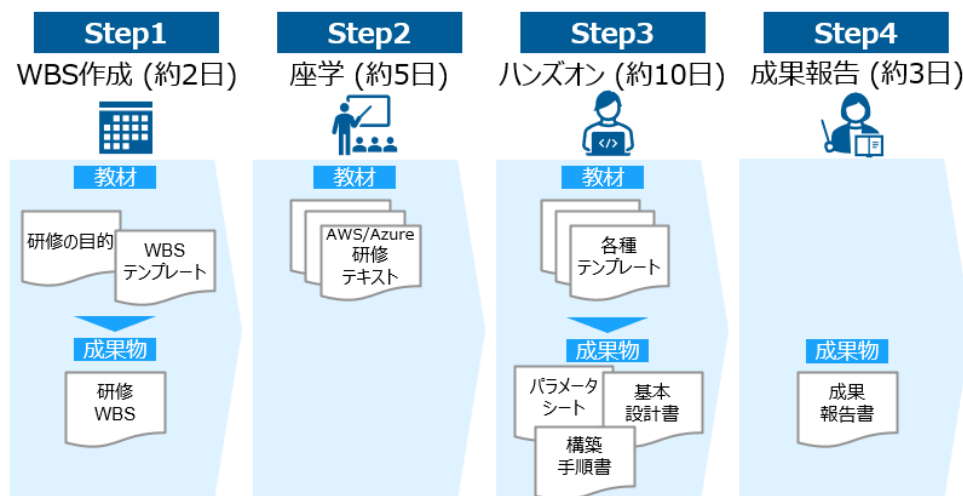 Step1
WBS作成 (約2日)
教材
研修の目的
WBS
テンプレート
成果物
研修
WBS
Step2
座学 (約5日)
教材
AWS/Azure
研修
テキスト
Step3
ハンズオン (約10日)
</>
教材
各種
テンプレート
成果物
パラメータ
シート
基本
設計書
構築
手順書
Step4
成果報告 (約3日)
成果物
成果
報告書